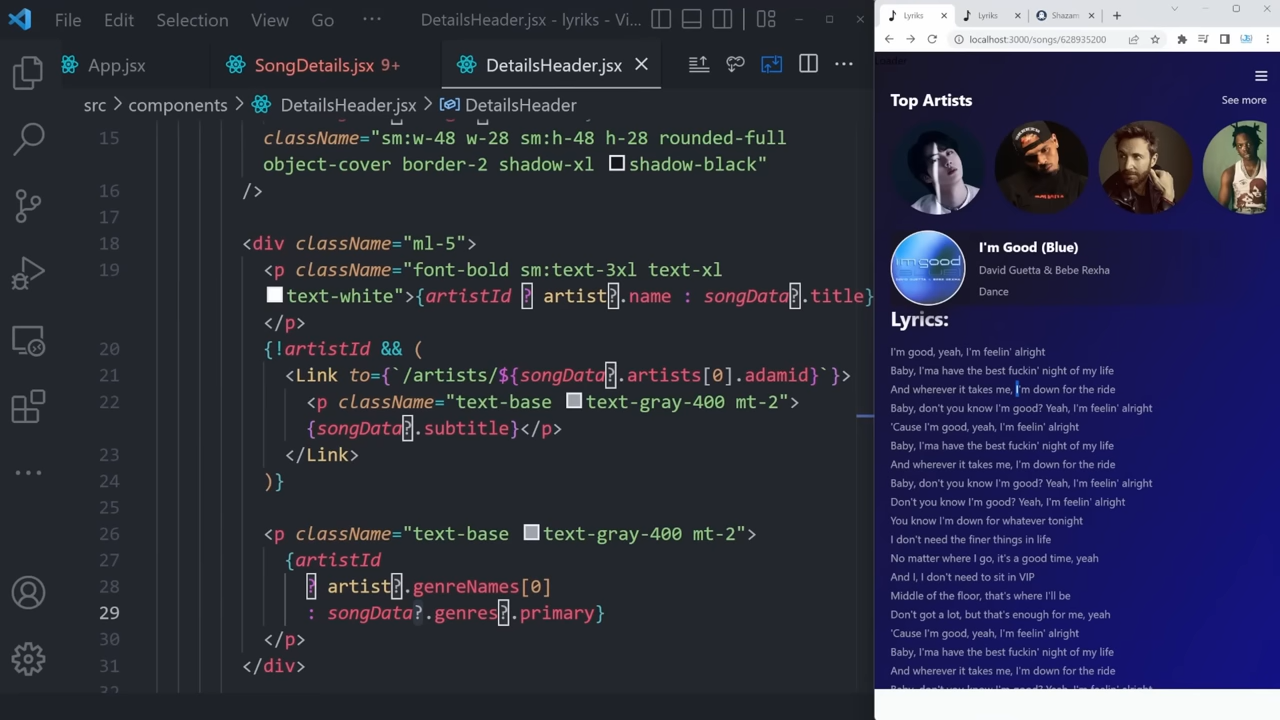 File Edit Selection View Go ··· DetailsHeader.jsx - lyriks - Vi...
App.jsx
SongDetails.jsx 9+
DetailsHeader.jsx
src > components > DetailsHeader.jsx > DetailsHeader
15 className="sm:w-48 w-28 sm:h-48 h-28 rounded-full
object-cover border-2 shadow-xl shadow-black"
16 />
17
18 <div className="ml-5">
19 <p className="font-bold sm:text-3xl text-xl
text-white">{artistId ? artist?.name : songData?.title}
</p>
20 {!artistId && (
21 <Link to={`/artists/${songData?.artists[0].adamid}`}>
22 <p className="text-base text-gray-400 mt-2">
{songData?.subtitle}</p>
23 </Link>
24 )}
25
26 <p className="text-base text-gray-400 mt-2">
27 {artistId
28 ? artist?.genreNames[0]
29 : songData?.genres?.primary}
30 </p>
31 </div>
Lyriks
Lyriks
Shazam
localhost:3000/songs/628935200
Loader
Top Artists
See more
I'm Good (Blue)
David Guetta & Bebe Rexha
Dance
Lyrics:
I'm good, yeah, I'm feelin' alright
Baby, I'ma have the best fuckin' night of my life
And wherever it takes me, I'm down for the ride
Baby, don't you know I'm good? Yeah, I'm feelin' alright
'Cause I'm good, yeah, I'm feelin' alright
Baby, I'ma have the best fuckin' night of my life
And wherever it takes me, I'm down for the ride
Baby, don't you know I'm good? Yeah, I'm feelin' alright
Don't you know I'm good? Yeah, I'm feelin' alright
You know I'm down for whatever tonight
I don't need the finer things in life
No matter where I go, it's a good time, yeah
And I, I don't need to sit in VIP
Middle of the floor, that's where I'll be
Don't got a lot, but that's enough for me, yeah
'Cause I'm good, yeah, I'm feelin' alright
Baby, I'ma have the best fuckin' night of my life
And wherever it takes me, I'm down for the ride
Baby, don't you know I'm good? Yeah, I'm feelin' alright